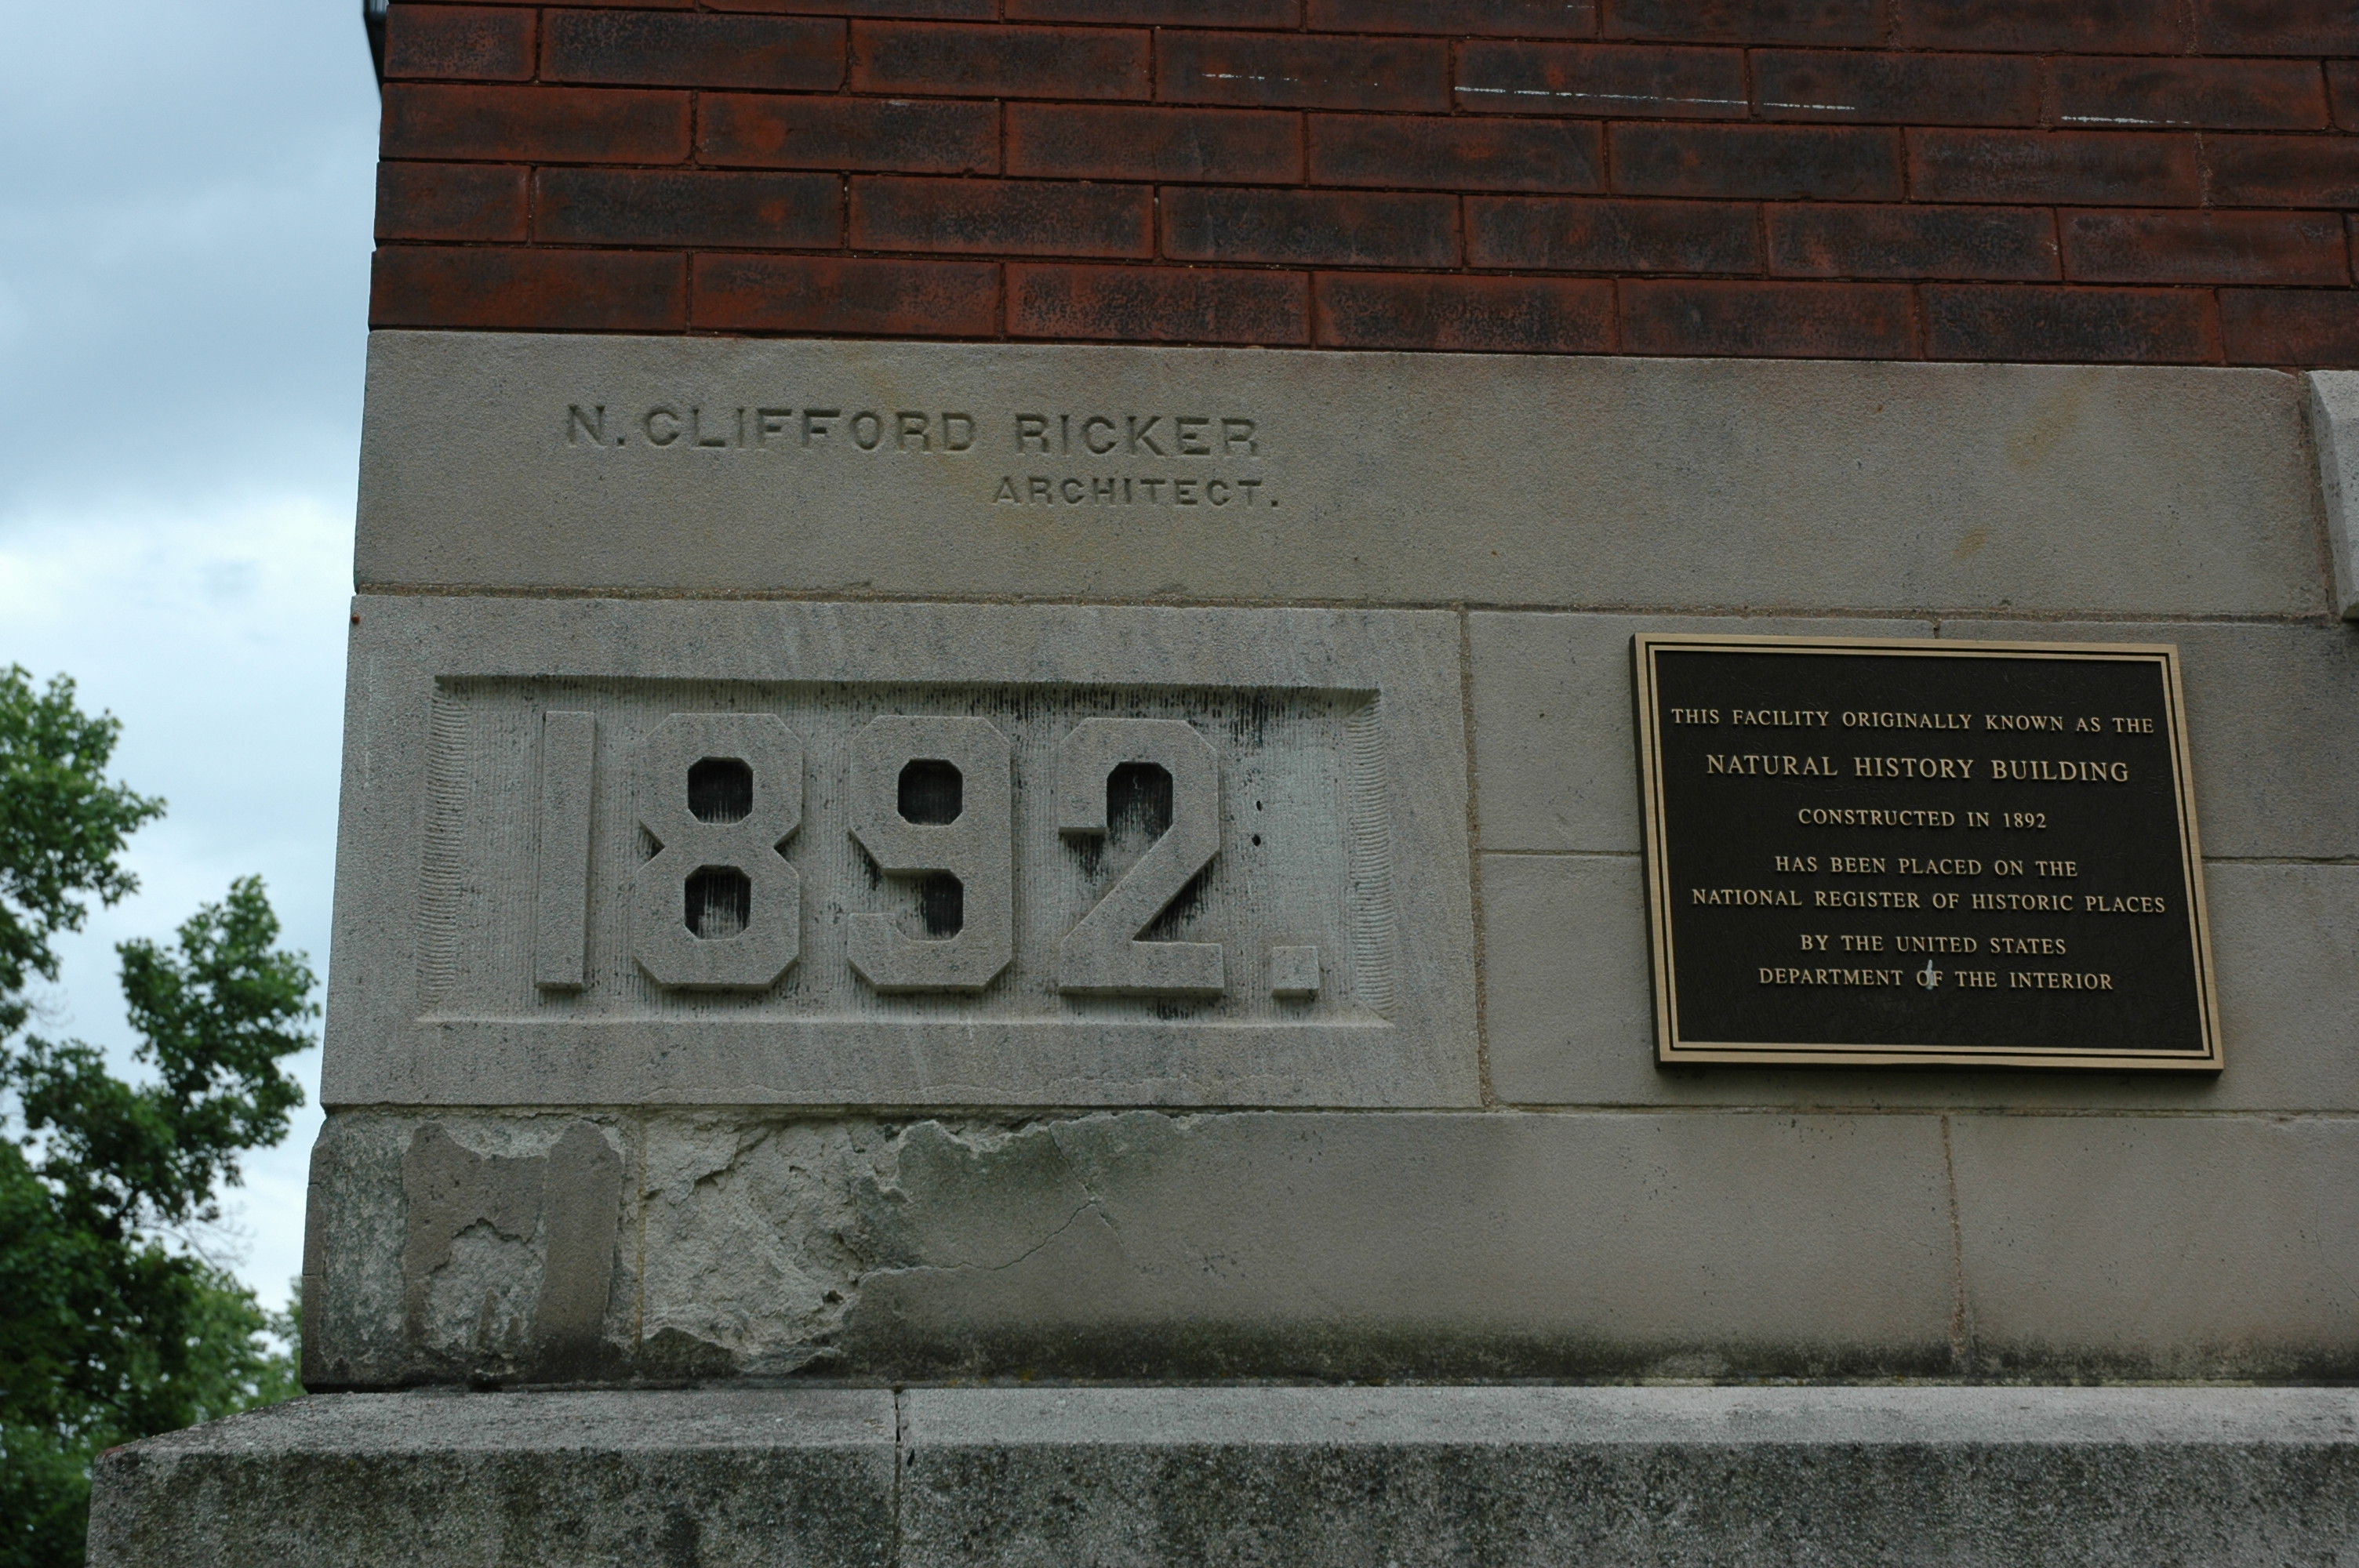 N. CLIFFORD RICKER
ARCHITECT.
1892.
THIS FACILITY ORIGINALLY KNOWN AS THE
NATURAL HISTORY BUILDING
CONSTRUCTED IN 1892
HAS BEEN PLACED ON THE
NATIONAL REGISTER OF HISTORIC PLACES
BY THE UNITED STATES
DEPARTMENT OF THE INTERIOR